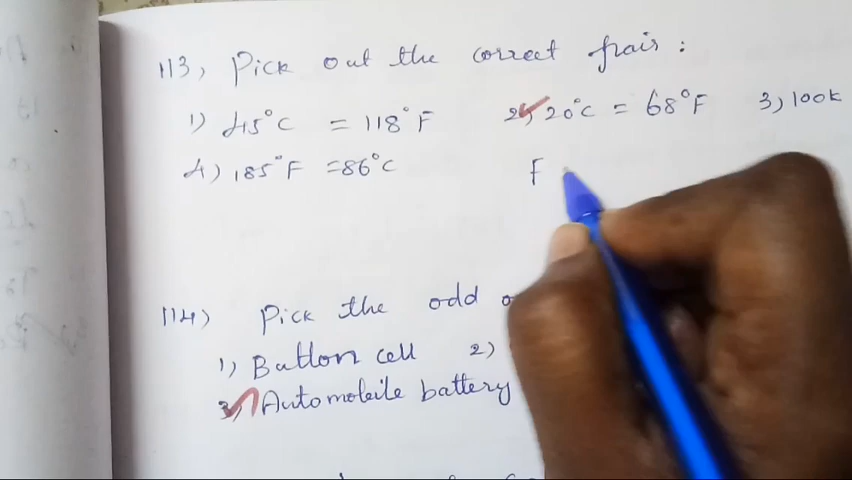 113, Pick out the correct pair :
1) 45°C = 118°F 2) 20°C = 68°F 3) 100K
4) 185°F = 86°C F
114) Pick the odd
1) Button cell 2)
3) Automobile battery